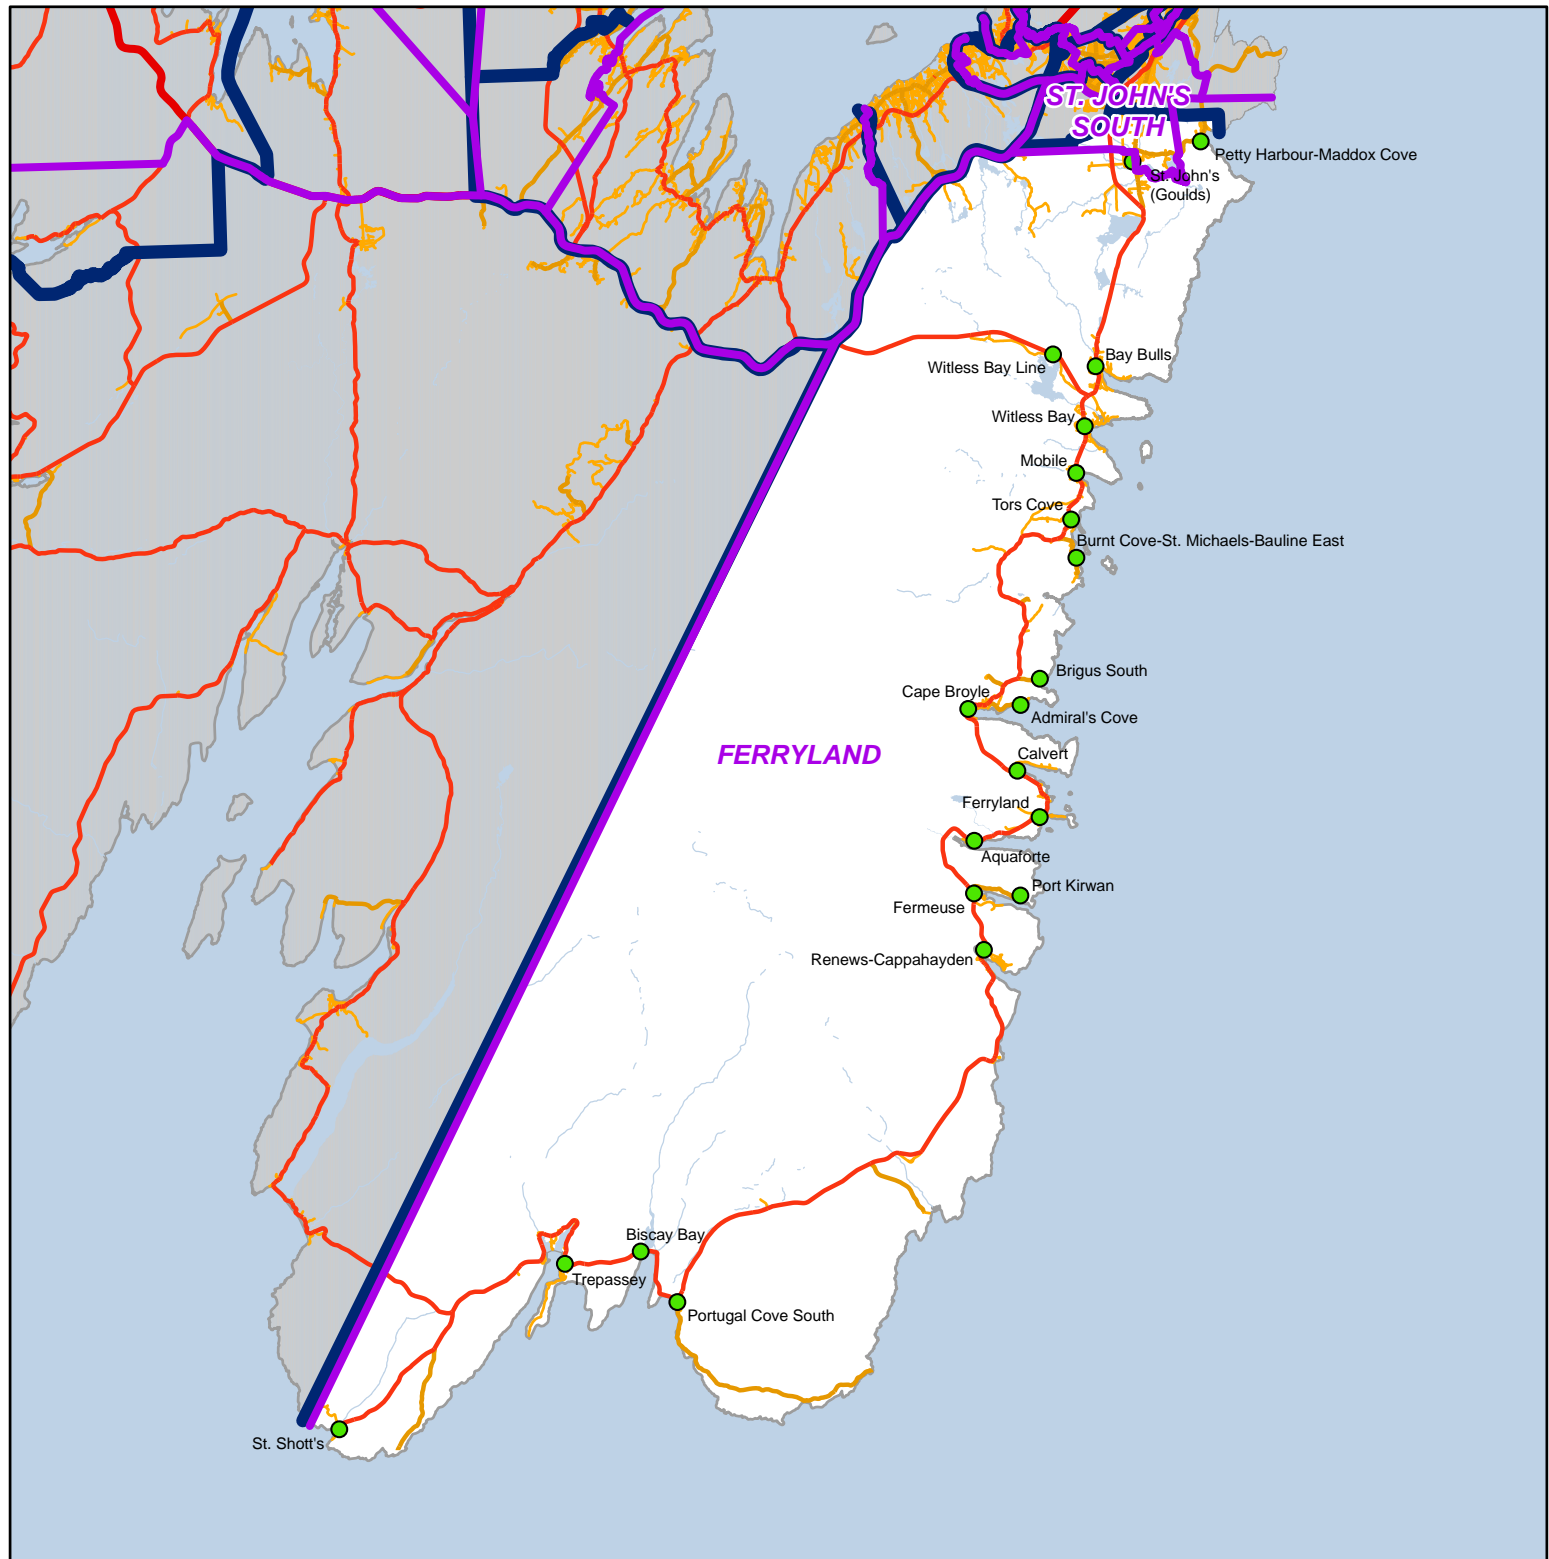 ST. JOHN'S
SOUTH
Petty Harbour-Maddox Cove
St. John's
(Goulds)
Bay Bulls
Witless Bay Line
Witless Bay
Mobile
Tors Cove
Burnt Cove-St. Michaels-Bauline East
Brigus South
Cape Broyle
Admiral's Cove
FERRYLAND
Calvert
Ferryland
Aquaforte
Port Kirwan
Fermeuse
Renews-Cappahayden
Biscay Bay
Trepassey
Portugal Cove South
St. Shott's